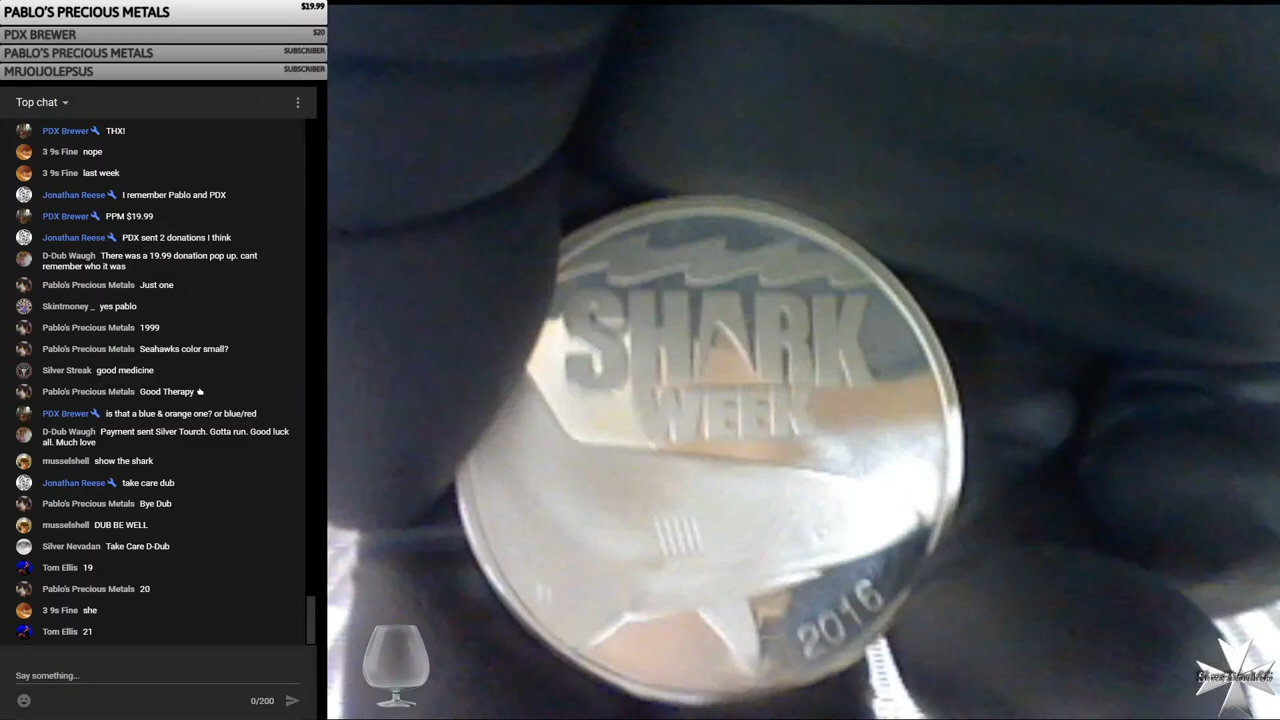 PABLO'S PRECIOUS METALS $19.99
PDX BREWER $20
PABLO'S PRECIOUS METALS SUBSCRIBER
MRJOIJOLEPSUS SUBSCRIBER
Top chat
PDX Brewer THX!
3 9s Fine nope
3 9s Fine last week
Jonathan Reese I remember Pablo and PDX
PDX Brewer PPM $19.99
Jonathan Reese PDX sent 2 donations I think
D-Dub Waugh There was a 19.99 donation pop up. cant
remember who it was
Pablo's Precious Metals Just one
Skintmoney _ yes pablo
Pablo's Precious Metals 1999
Pablo's Precious Metals Seahawks color small?
Silver Streak good medicine
Pablo's Precious Metals Good Therapy
PDX Brewer is that a blue & orange one? or blue/red
D-Dub Waugh Payment sent Silver Tourch. Gotta run. Good luck
all. Much love
musselshell show the shark
Jonathan Reese take care dub
Pablo's Precious Metals Bye Dub
musselshell DUB BE WELL
Silver Nevadan Take Care D-Dub
Tom Ellis 19
Pablo's Precious Metals 20
3 9s Fine she
Tom Ellis 21
Say something...
0/200
SHARK
WEEK
2016